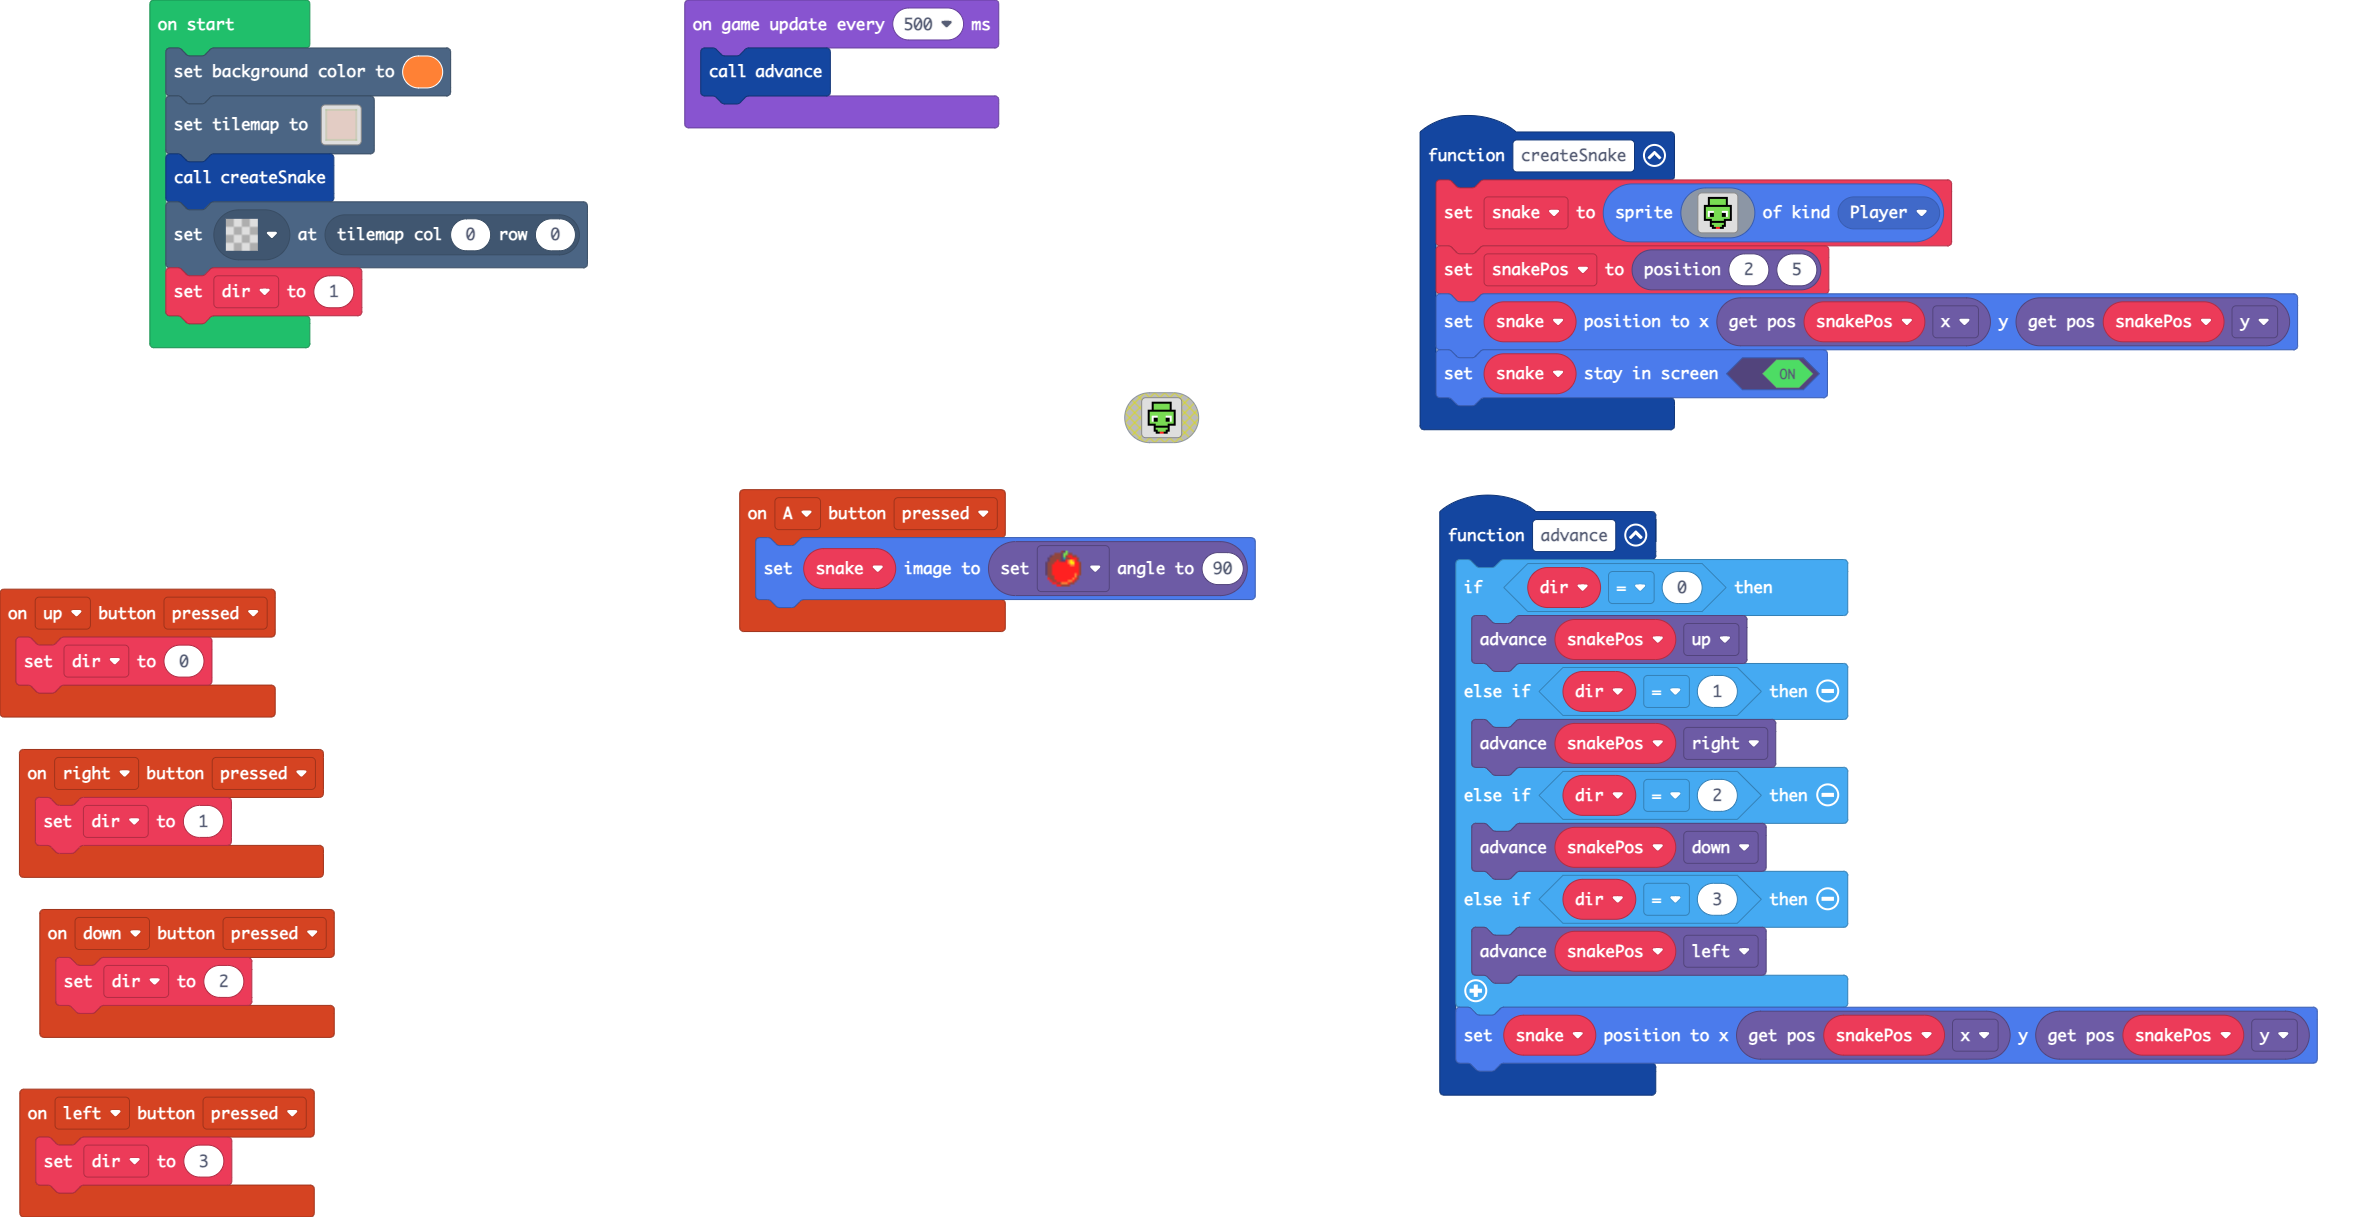 on start
set background color to
set tilemap to
call createSnake
set at tilemap col 0 row 0
set dir to 1
on game update every 500 ms
call advance
function createSnake
set snake to sprite of kind Player
set snakePos to position 2 5
set snake position to x get pos snakePos x y get pos snakePos y
set snake stay in screen ON
on A button pressed
set snake image to set angle to 90
on up button pressed
set dir to 0
on right button pressed
set dir to 1
on down button pressed
set dir to 2
on left button pressed
set dir to 3
function advance
if dir = 0 then
advance snakePos up
else if dir = 1 then
advance snakePos right
else if dir = 2 then
advance snakePos down
else if dir = 3 then
advance snakePos left
set snake position to x get pos snakePos x y get pos snakePos y